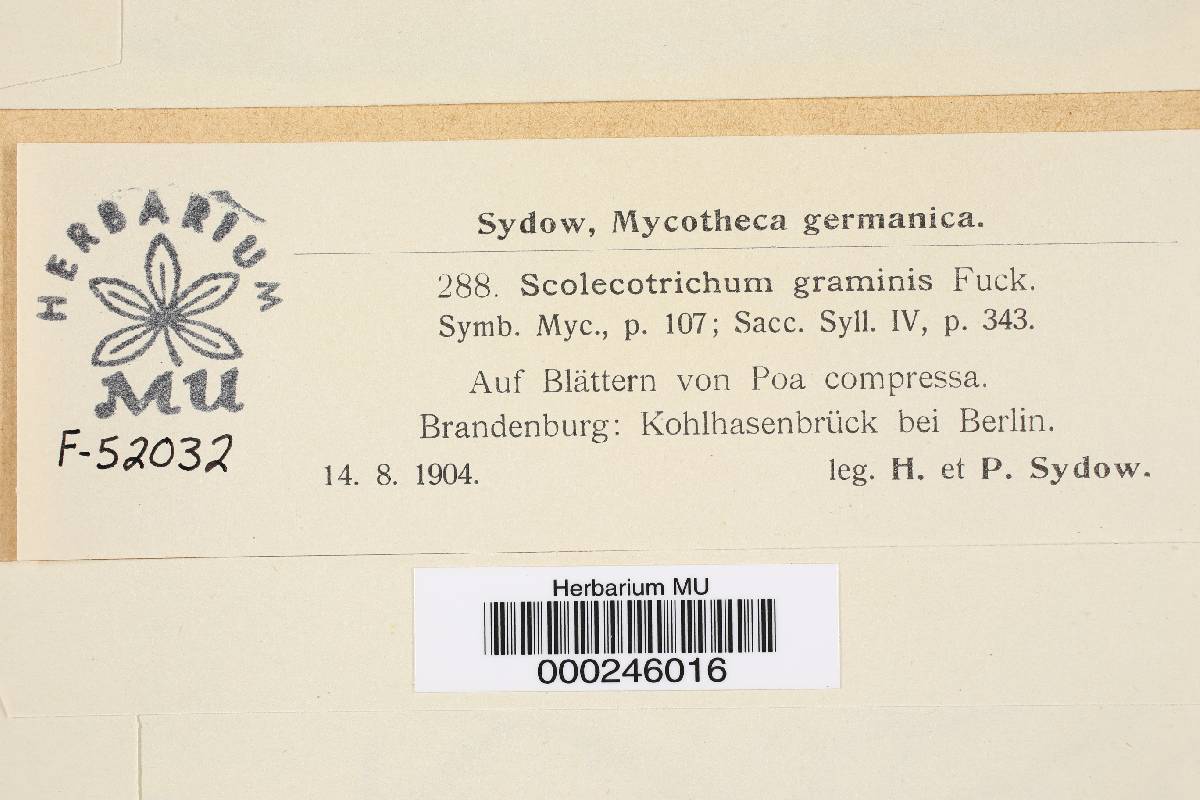 HERBARIUM
MU
F-52032
Sydow, Mycotheca germanica.
288. Scolecotrichum graminis Fuck.
Symb. Myc., p. 107; Sacc. Syll. IV, p. 343.
Auf Blättern von Poa compressa.
Brandenburg: Kohlhasenbrück bei Berlin.
14. 8. 1904. leg. H. et P. Sydow.
Herbarium MU
000246016